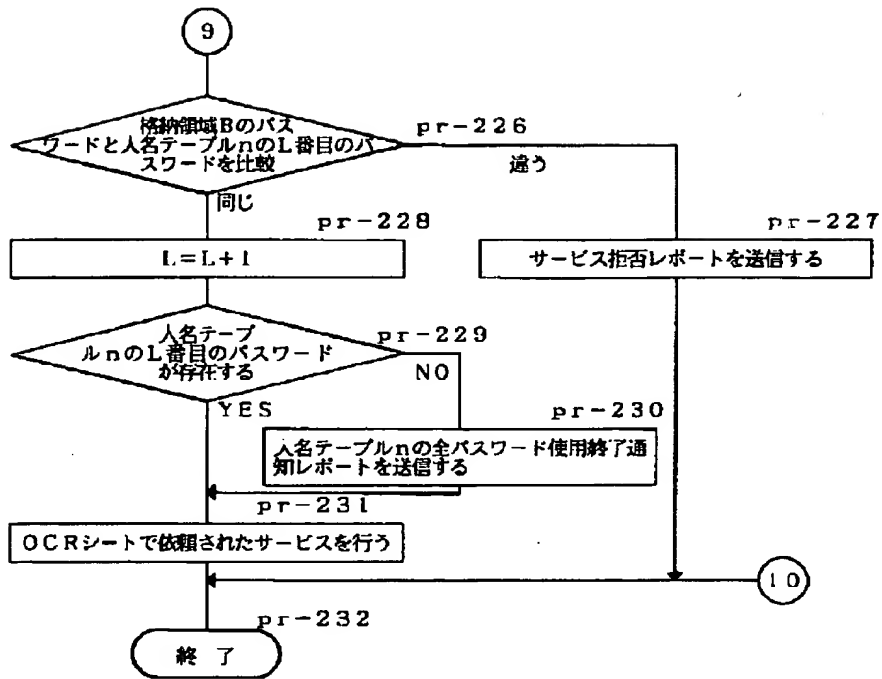 9
格納領域Bのパス
ワードと人名テーブルnのL番目のパ
スワードを比較
pr-226
違う
同じ
pr-228
pr-227
L=L+1
サービス拒否レポートを送信する
人名テーブ
ルnのL番目のパスワード
が存在する
pr-229
NO
YES
pr-230
人名テーブルnの全パスワード使用終了通
知レポートを送信する
pr-231
OCRシートで依頼されたサービスを行う
10
pr-232
終 了